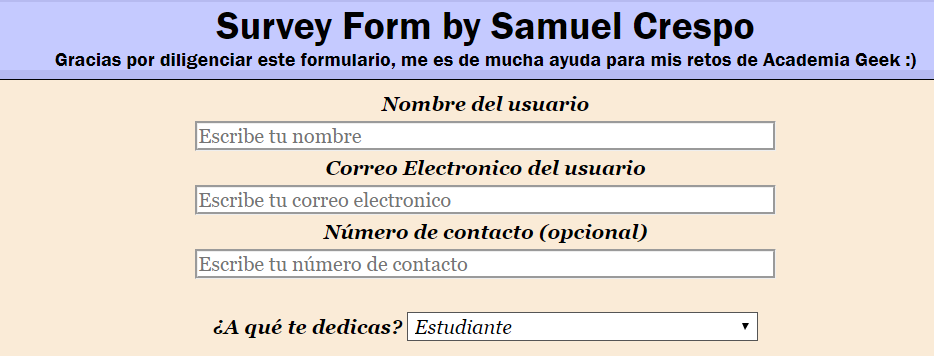 Survey Form by Samuel Crespo
Gracias por diligenciar este formulario, me es de mucha ayuda para mis retos de Academia Geek :)
Nombre del usuario
Escribe tu nombre
Correo Electronico del usuario
Escribe tu correo electronico
Número de contacto (opcional)
Escribe tu número de contacto
¿A qué te dedicas? Estudiante